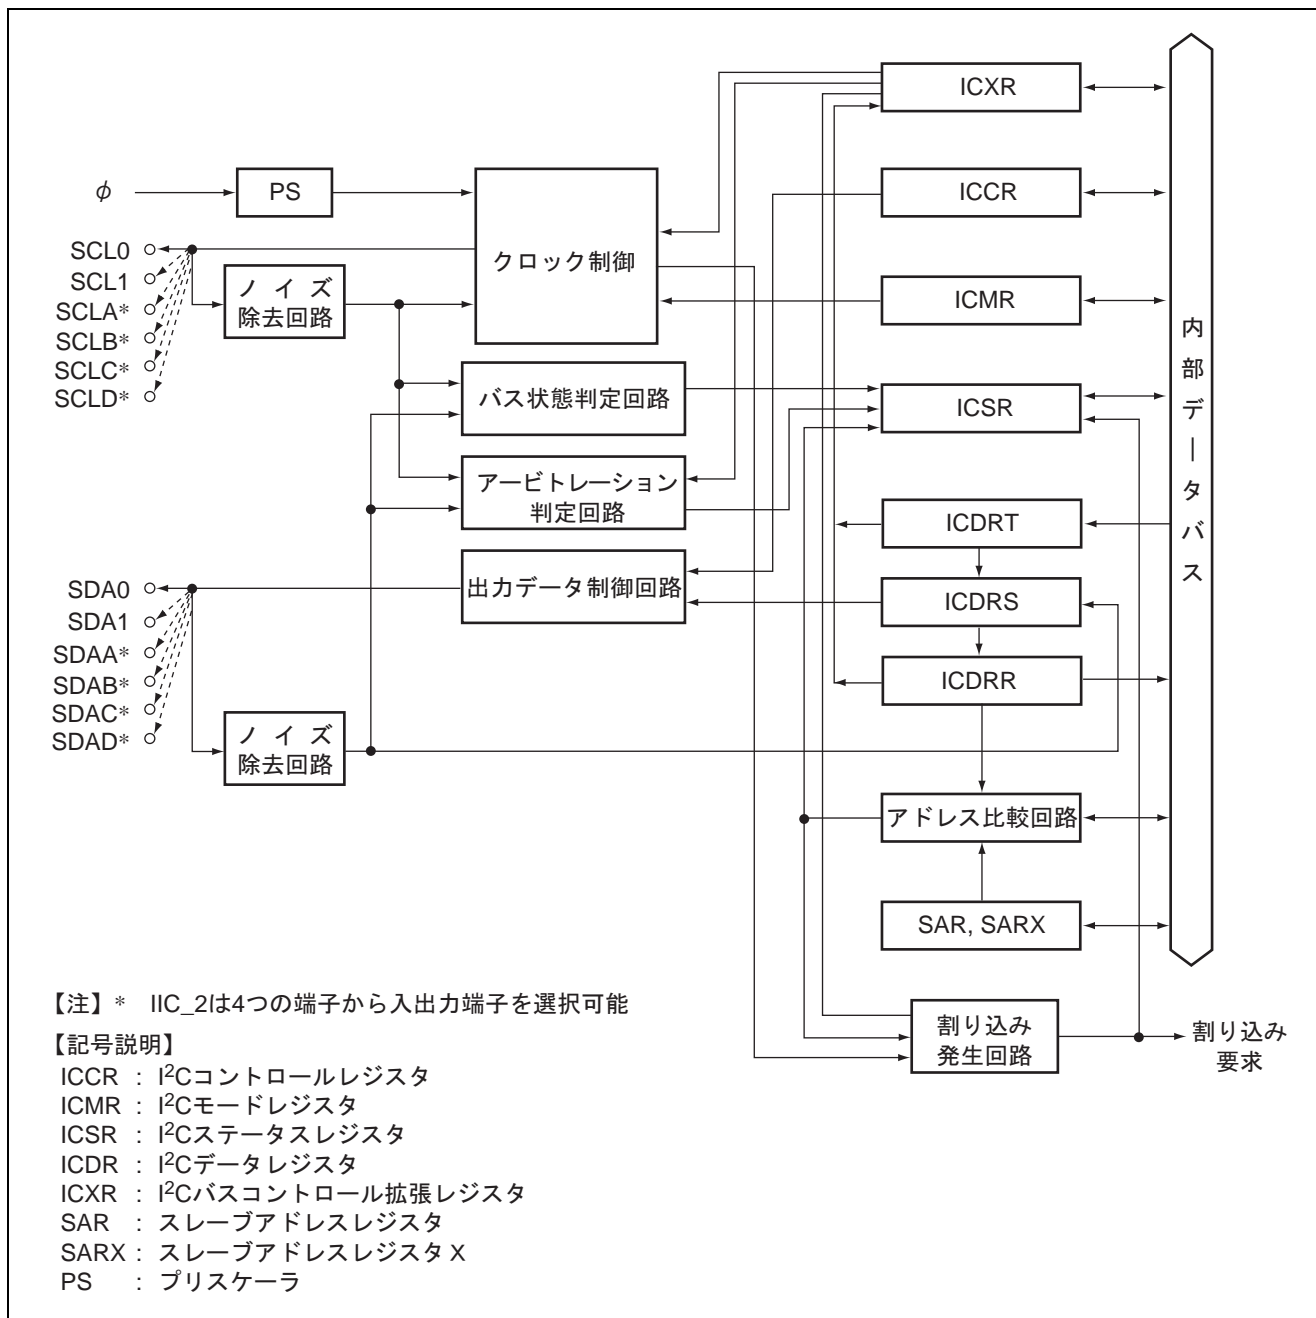 ICXR
ICCR
ICMR
ICSR
ICDRT
ICDRS
ICDRR
アドレス比較回路
SAR, SARX
内部データバス
φ
PS
クロック制御
SCL0
SCL1
SCLA*
SCLB*
SCLC*
SCLD*
ノイズ
除去回路
バス状態判定回路
アービトレーション
判定回路
出力データ制御回路
SDA0
SDA1
SDAA*
SDAB*
SDAC*
SDAD*
ノイズ
除去回路
割り込み
発生回路
割り込み
要求
【注】* IIC_2は4つの端子から入出力端子を選択可能
【記号説明】
ICCR : I²Cコントロールレジスタ
ICMR : I²Cモードレジスタ
ICSR : I²Cステータスレジスタ
ICDR : I²Cデータレジスタ
ICXR : I²Cバスコントロール拡張レジスタ
SAR : スレーブアドレスレジスタ
SARX : スレーブアドレスレジスタ X
PS : プリスケーラ